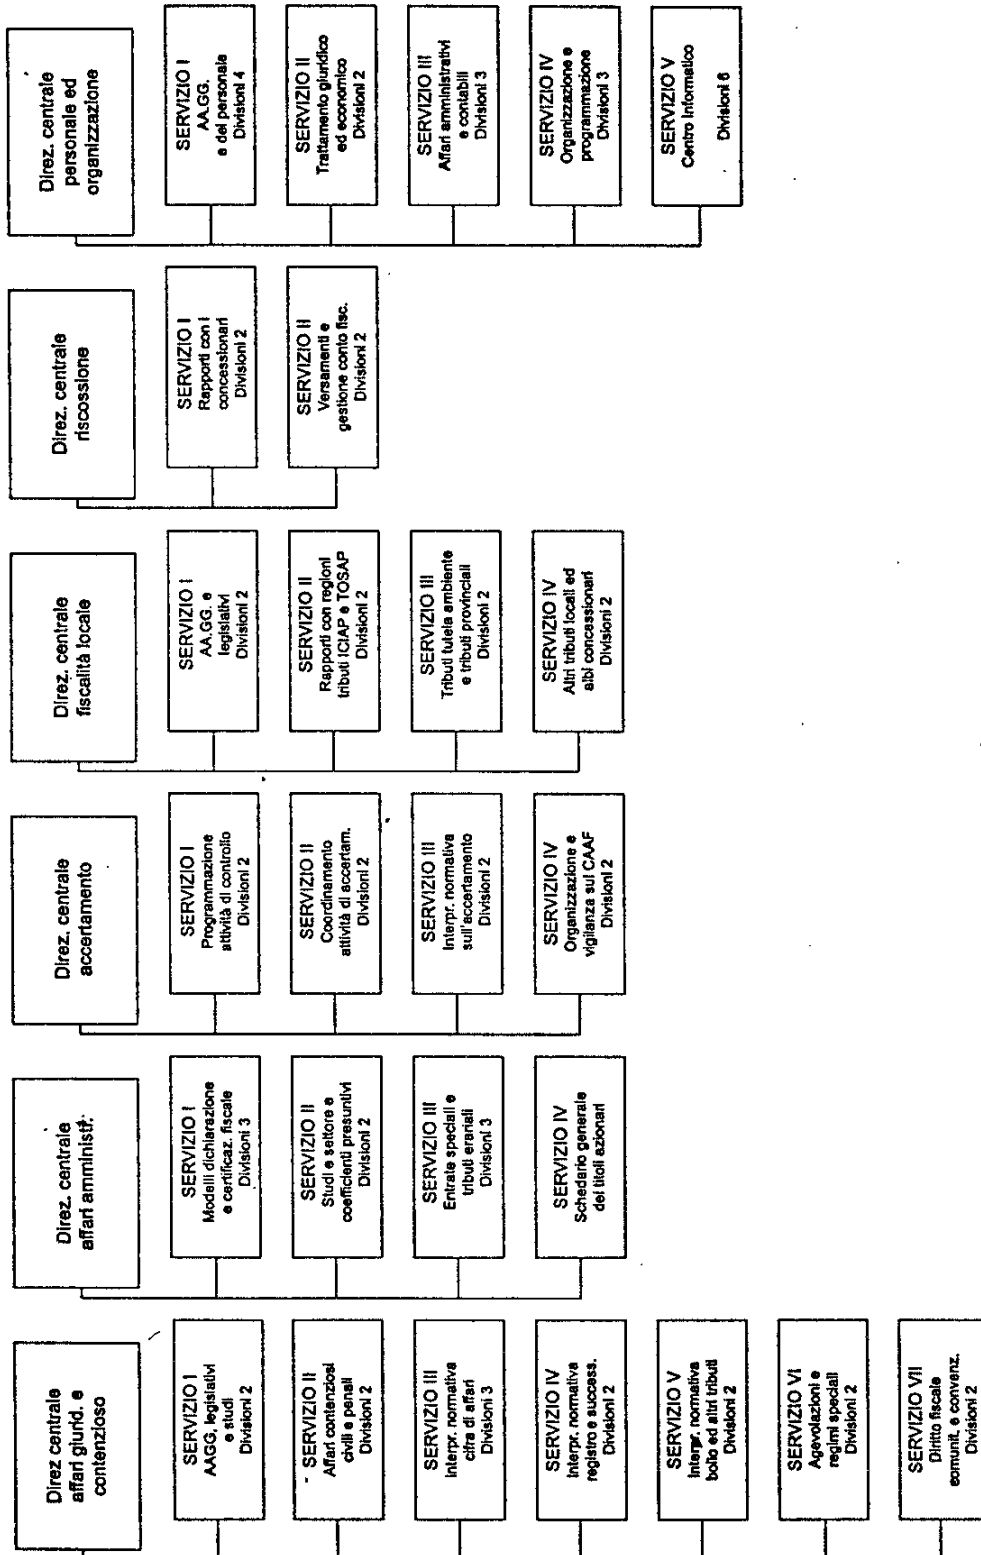 Direz centrale
affari giurid. e
contenzioso
SERVIZIO I
AAGG, legislativi
e studi
Divisioni 2
SERVIZIO II
Affari contenziosi
civili e penali
Divisioni 2
SERVIZIO III
Interpr. normativa
cifra di affari
Divisioni 3
SERVIZIO IV
Interpr. normativa
registro e success.
Divisioni 2
SERVIZIO V
Interpr. normativa
bollo ed altri tributi
Divisioni 2
SERVIZIO VI
Agevolazioni e
regimi speciali
Divisioni 2
SERVIZIO VII
Diritto fiscale
comunit. e convenz.
Divisioni 2
Direz. centrale
affari amministr.
SERVIZIO I
Modelli dichiarazione
e certificaz. fiscale
Divisioni 3
SERVIZIO II
Studi e settore e
coefficienti presuntivi
Divisioni 2
SERVIZIO III
Entrate speciali e
tributi erariali
Divisioni 3
SERVIZIO IV
Schedario generale
dei titoli azionari
Direz. centrale
accertamento
SERVIZIO I
Programmazione
attività di controllo
Divisioni 2
SERVIZIO II
Coordinamento
attività di accertam.
Divisioni 2
SERVIZIO III
Interpr. normativa
sull'accertamento
Divisioni 2
SERVIZIO IV
Organizzazione e
vigilanza sui CAAF
Divisioni 2
Direz. centrale
fiscalità locale
SERVIZIO I
AA.GG. e
legislativi
Divisioni 2
SERVIZIO II
Rapporti con regioni
tributi ICIAP e TOSAP
Divisioni 2
SERVIZIO III
Tributi tutela ambiente
e tributi provinciali
Divisioni 2
SERVIZIO IV
Altri tributi locali ed
albi concessionari
Divisioni 2
Direz. centrale
riscossione
SERVIZIO I
Rapporti con i
concessionari
Divisioni 2
SERVIZIO II
Versamenti e
gestione conto fisc.
Divisioni 2
Direz. centrale
personale ed
organizzazione
SERVIZIO I
AA.GG.
e del personale
Divisioni 4
SERVIZIO II
Trattamento giuridico
ed economico
Divisioni 2
SERVIZIO III
Affari amministrativi
e contabili
Divisioni 3
SERVIZIO IV
Organizzazione e
programmazione
Divisioni 3
SERVIZIO V
Centro Informatico
Divisioni 6